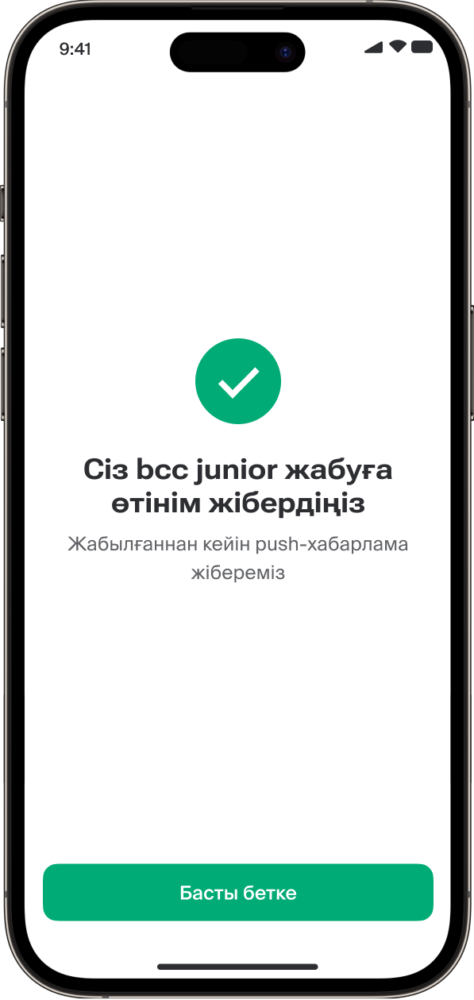 9:41
Сіз bcc junior жабуға
өтінім жібердіңіз
Жабылғаннан кейін push-хабарлама
жібереміз
Басты бетке